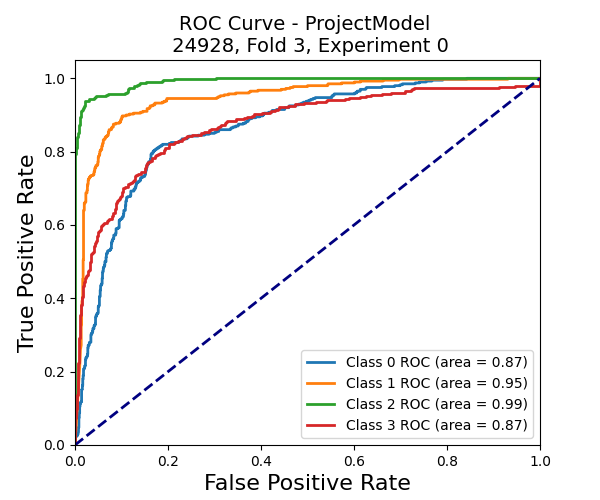 ROC Curve - ProjectModel
24928, Fold 3, Experiment 0
True Positive Rate
1.0
0.8
0.6
0.4
0.2
0.0
Class 0 ROC (area = 0.87)
Class 1 ROC (area = 0.95)
Class 2 ROC (area = 0.99)
Class 3 ROC (area = 0.87)
0.0 0.2 0.4 0.6 0.8 1.0
False Positive Rate